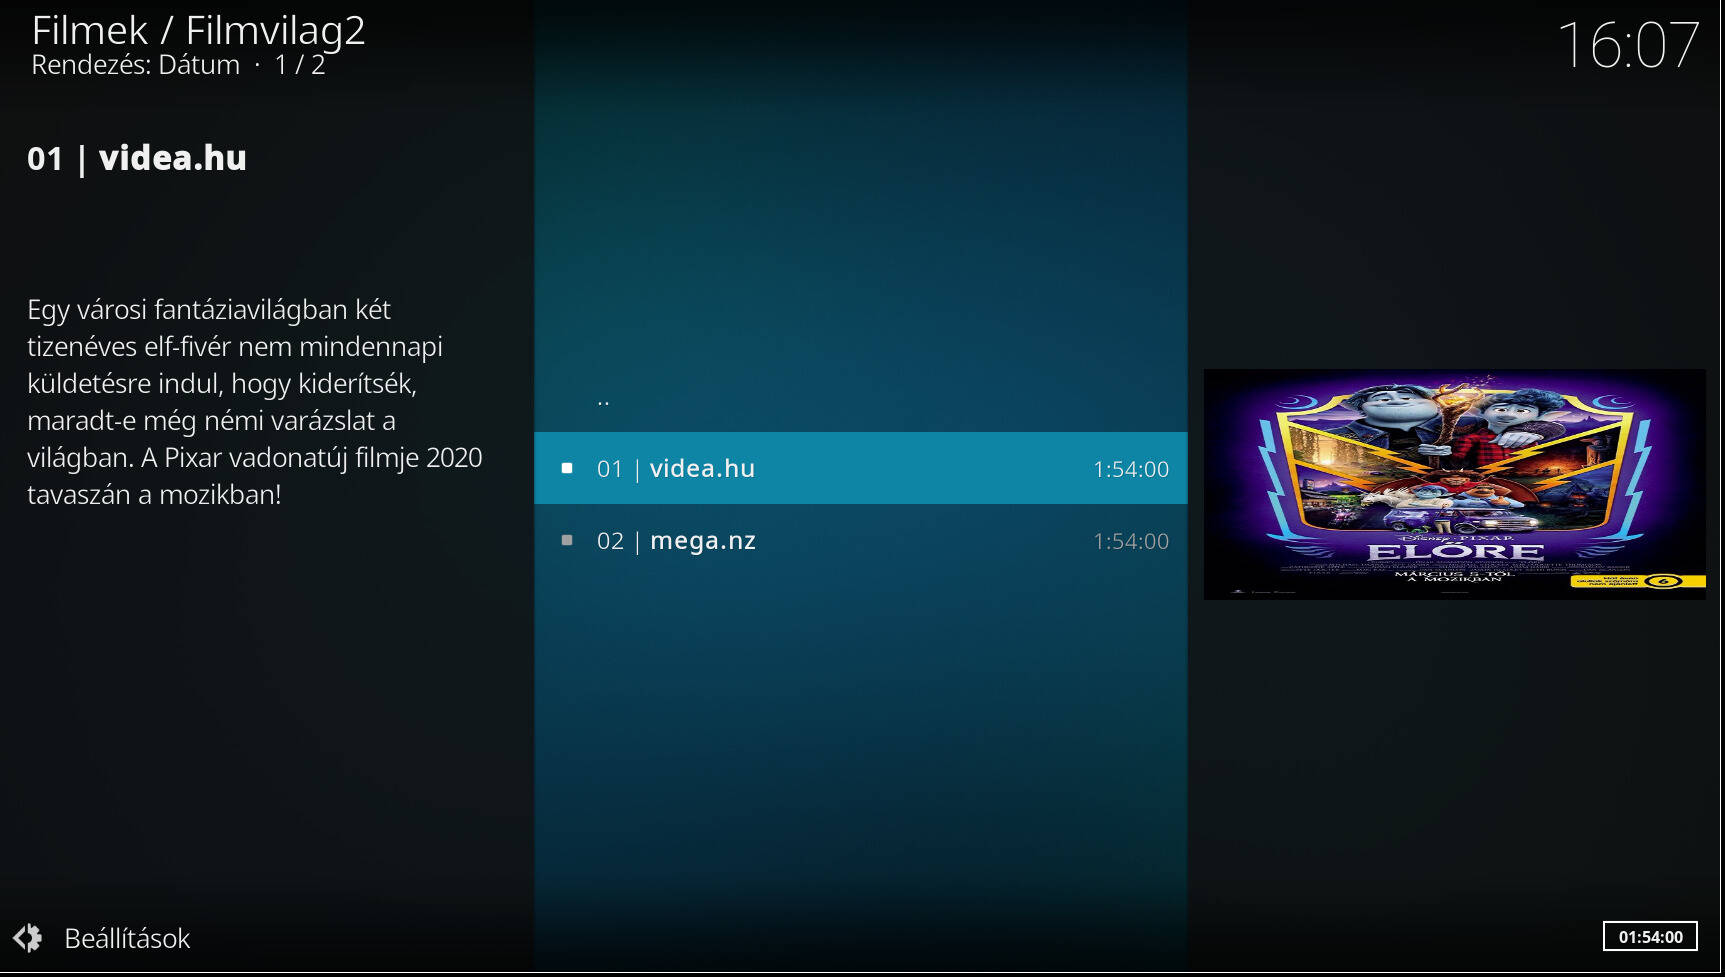 Filmek / Filmvilag2
Rendezés: Dátum · 1 / 2
16:07
01 | videa.hu
Egy városi fantáziavilágban két
tizenéves elf-fivér nem mindennapi
küldetésre indul, hogy kiderítsék,
maradt-e még némi varázslat a
világban. A Pixar vadonatúj filmje 2020
tavaszán a mozikban!
..
01 | videa.hu 1:54:00
02 | mega.nz 1:54:00
Disney · PIXAR
ELŐRE
MÁRCIUS 5-TŐL
A MOZIKBAN
6
Beállítások
01:54:00